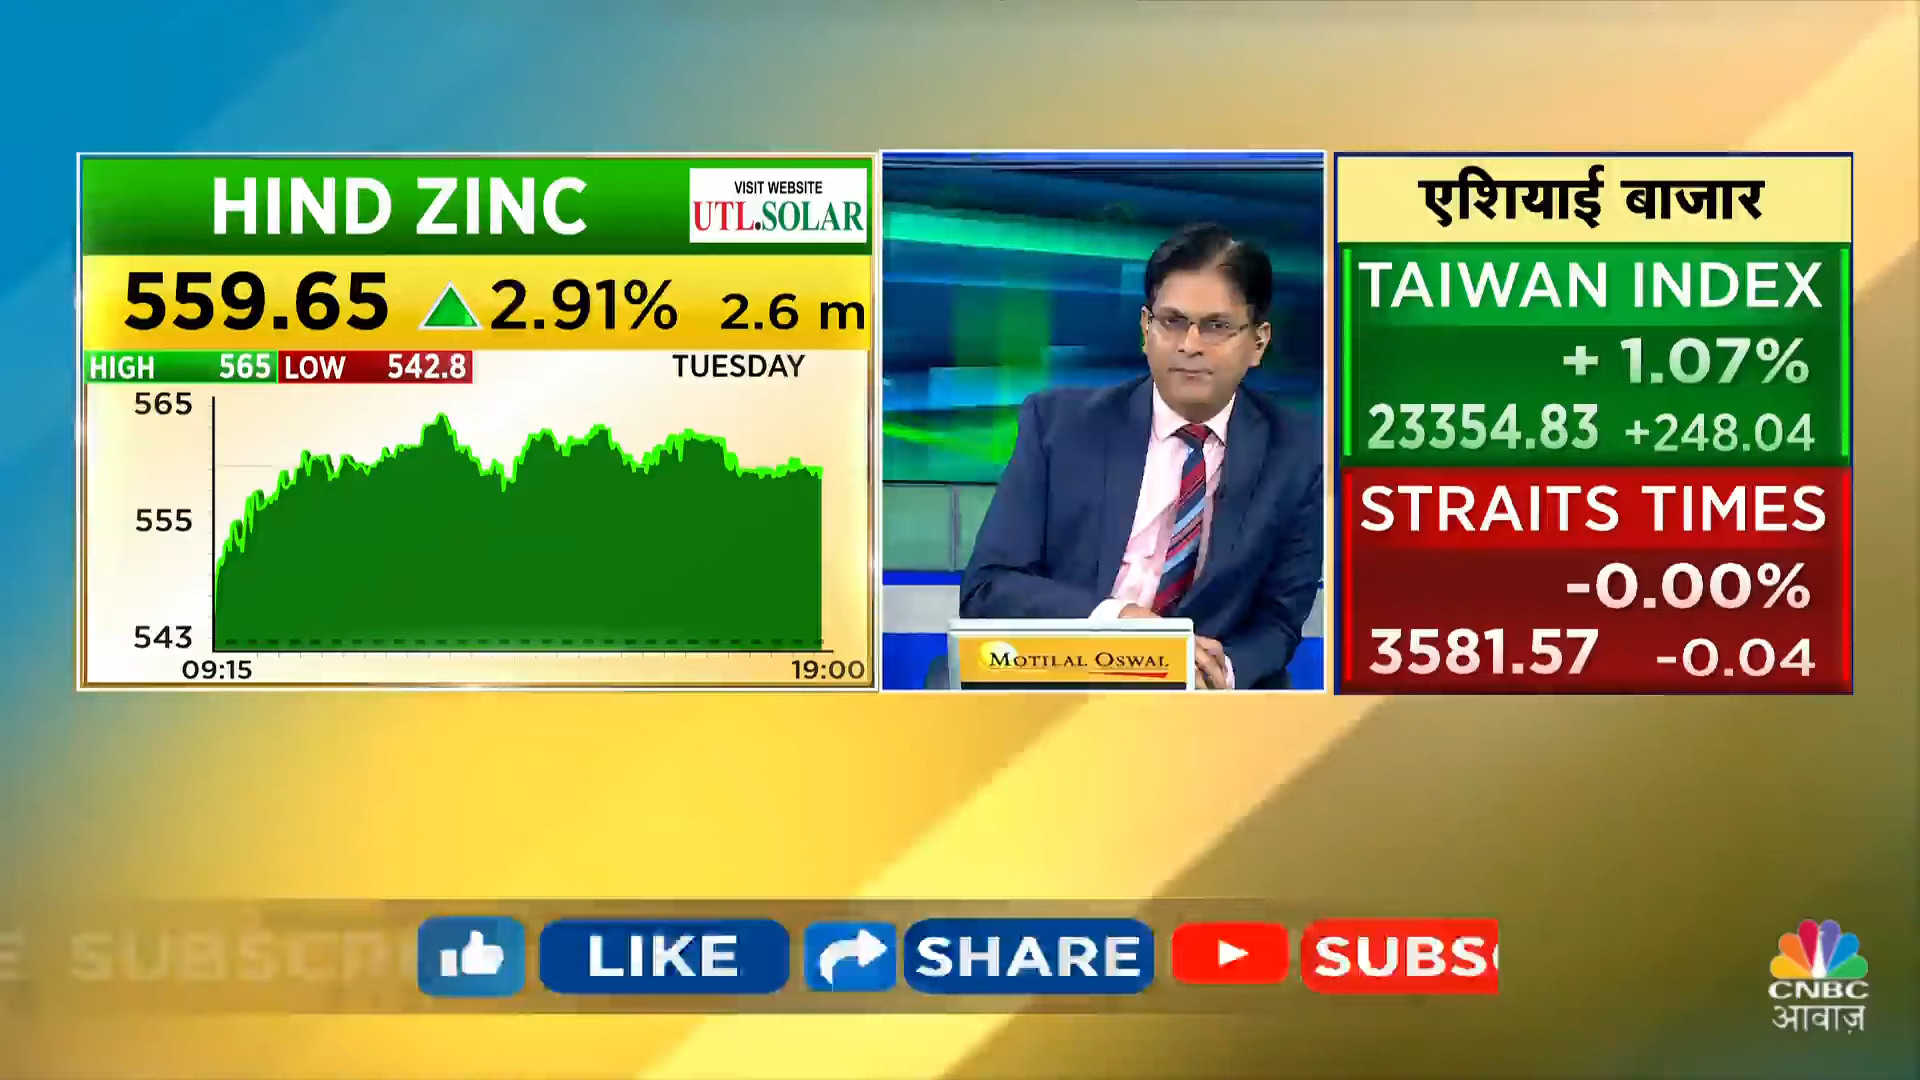 HIND ZINC
VISIT WEBSITE
UTL.SOLAR
559.65 2.91% 2.6 m
HIGH 565 LOW 542.8 TUESDAY
565
555
543
09:15 19:00
MOTILAL OSWAL
एशियाई बाजार
TAIWAN INDEX
+ 1.07%
23354.83 +248.04
STRAITS TIMES
-0.00%
3581.57 -0.04
E SUBSCR LIKE SHARE SUBS
CNBC
आवाज़